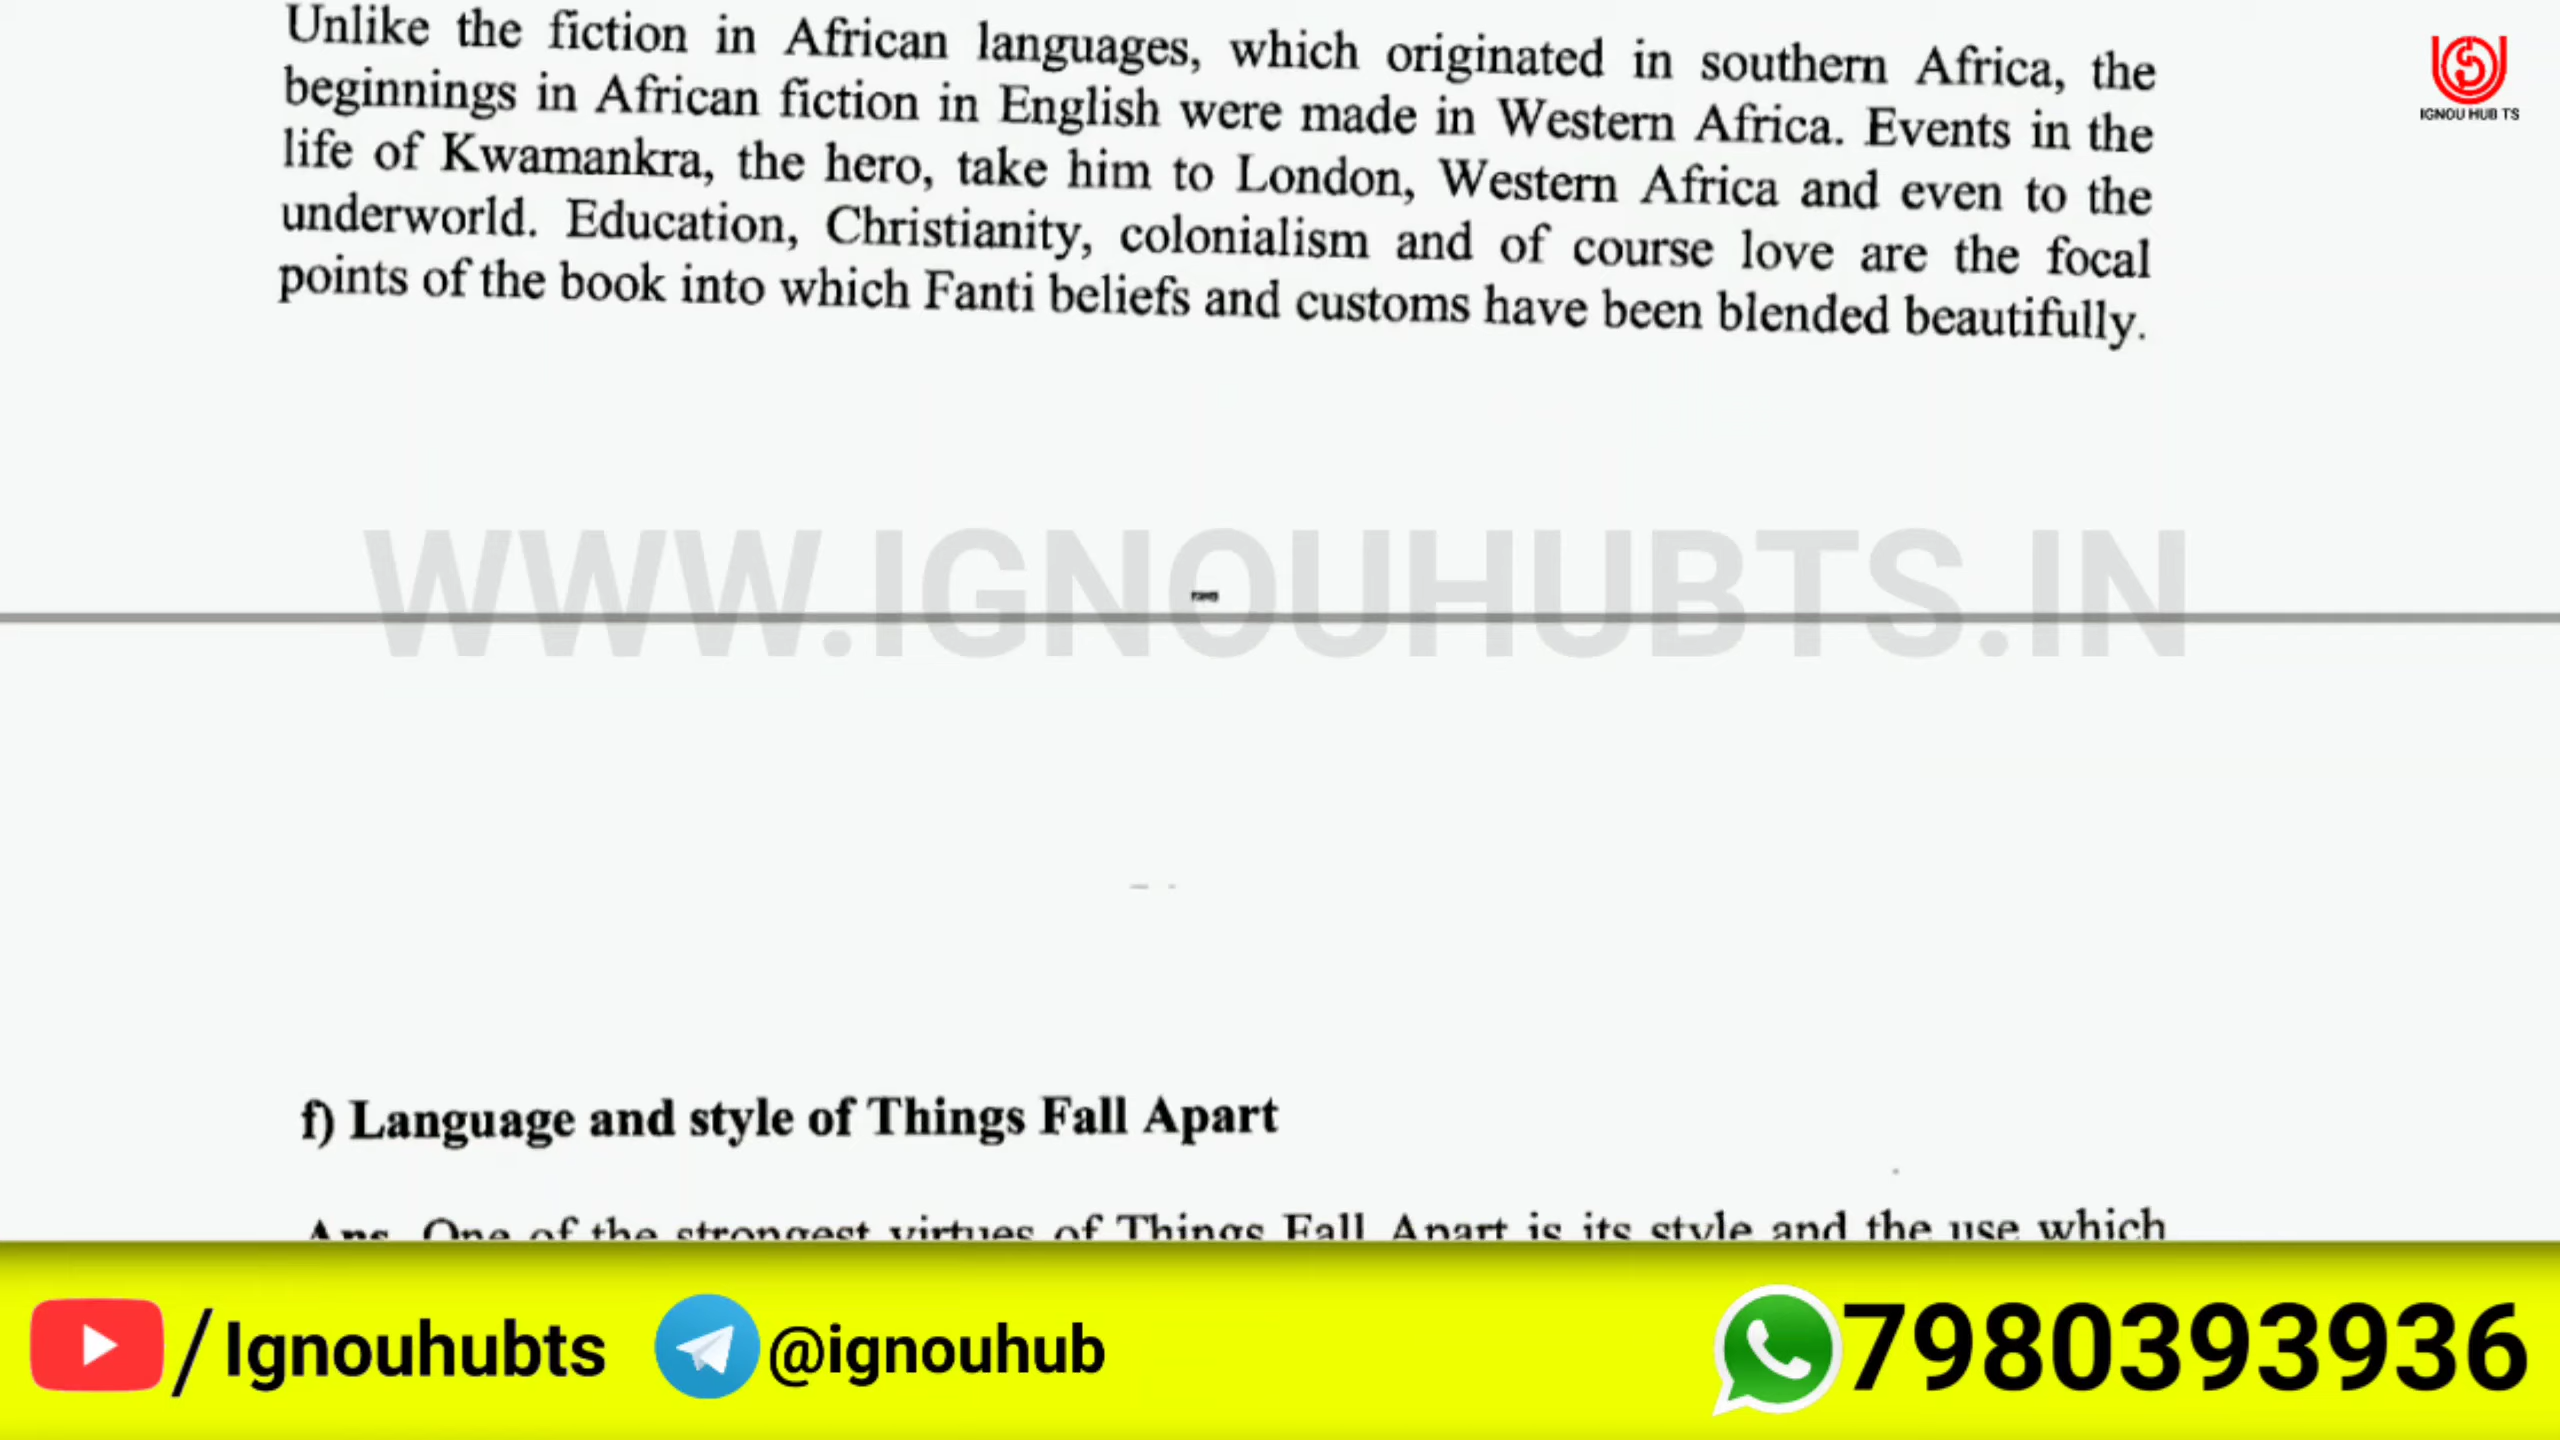 Unlike the fiction in African languages, which originated in southern Africa, the
beginnings in African fiction in English were made in Western Africa. Events in the
life of Kwamankra, the hero, take him to London, Western Africa and even to the
underworld. Education, Christianity, colonialism and of course love are the focal
points of the book into which Fanti beliefs and customs have been blended beautifully.
IGNOU HUB TS
WWW.IGNOUHUBTS.IN
f) Language and style of Things Fall Apart
Ans. One of the strongest virtues of Things Fall Apart is its style and the use which
/Ignouhubts
@ignouhub
7980393936